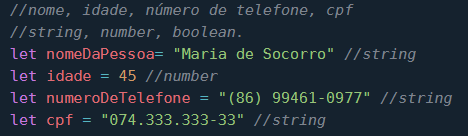 //nome, idade, número de telefone, cpf
//string, number, boolean.
let nomeDaPessoa= "Maria de Socorro" //string
let idade = 45 //number
let numeroDeTelefone = "(86) 99461-0977" //string
let cpf = "074.333.333-33" //string